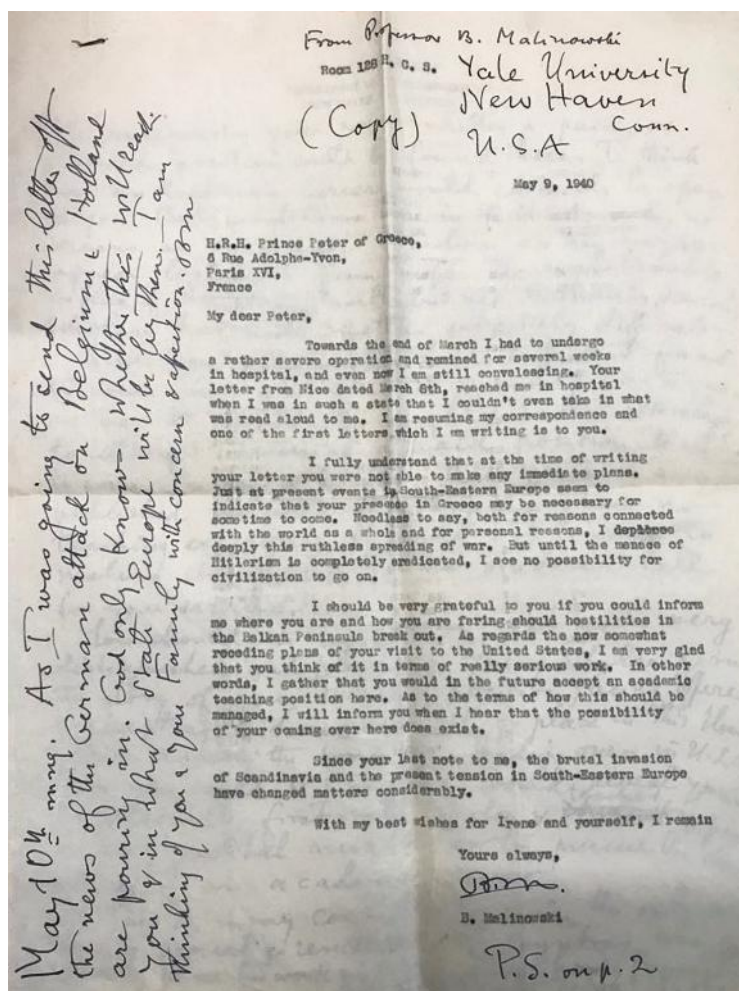 From Professor B. Malinowski
Room 128 H. G. S.
Yale University
New Haven
Conn.
U.S.A
(Copy)
May 9, 1940
H.R.H. Prince Peter of Greece,
6 Rue Adolphe-Yvon,
Paris XVI,
France
My dear Peter,
Towards the end of March I had to undergo
a rather severe operation and remined for several weeks
in hospital, and even now I am still convalescing. Your
letter from Nice dated March 8th, reached me in hospital
when I was in such a state that I couldn't even take in what
was read aloud to me. I am resuming my correspondence and
one of the first letters which I am writing is to you.
I fully understand that at the time of writing
your letter you were not able to make any immediate plans.
Just at present events in South-Eastern Europe seem to
indicate that your presence in Greece may be necessary for
sometime to come. Needless to say, both for reasons connected
with the world as a whole and for personal reasons, I deplore
deeply this ruthless spreading of war. But until the menace of
Hitlerism is completely eradicated, I see no possibility for
civilization to go on.
I should be very grateful to you if you could inform
me where you are and how you are faring should hostilities in
the Balkan Peninsula break out. As regards the now somewhat
receding plans of your visit to the United States, I am very glad
that you think of it in terms of really serious work. In other
words, I gather that you would in the future accept an academic
teaching position here. As to the terms of how this should be
managed, I will inform you when I hear that the possibility
of your coming over here does exist.
Since your last note to me, the brutal invasion
of Scandinavia and the present tension in South-Eastern Europe
have changed matters considerably.
With my best wishes for Irene and yourself, I remain
Yours always,
BM.
B. Malinowski
P.S. on p. 2
May 10th mng. As I was going to send this letter off
the news of the German attack on Belgium & Holland
are pouring in. God only knows whether this will reach
you & in what state Europe will be by then. I am
thinking of you & your Family with concern & affection. BM